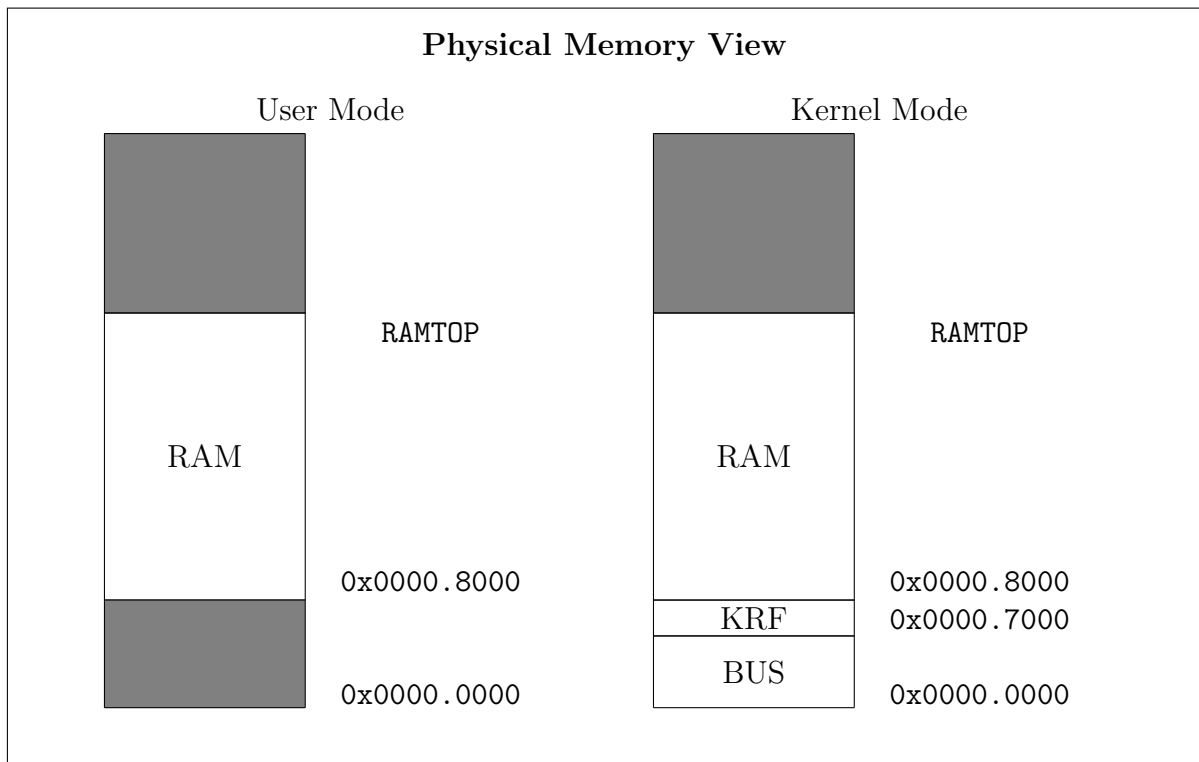 Physical Memory View
User Mode Kernel Mode
RAMTOP RAMTOP
RAM RAM
0x0000.8000 0x0000.8000
KRF 0x0000.7000
BUS
0x0000.0000 0x0000.0000